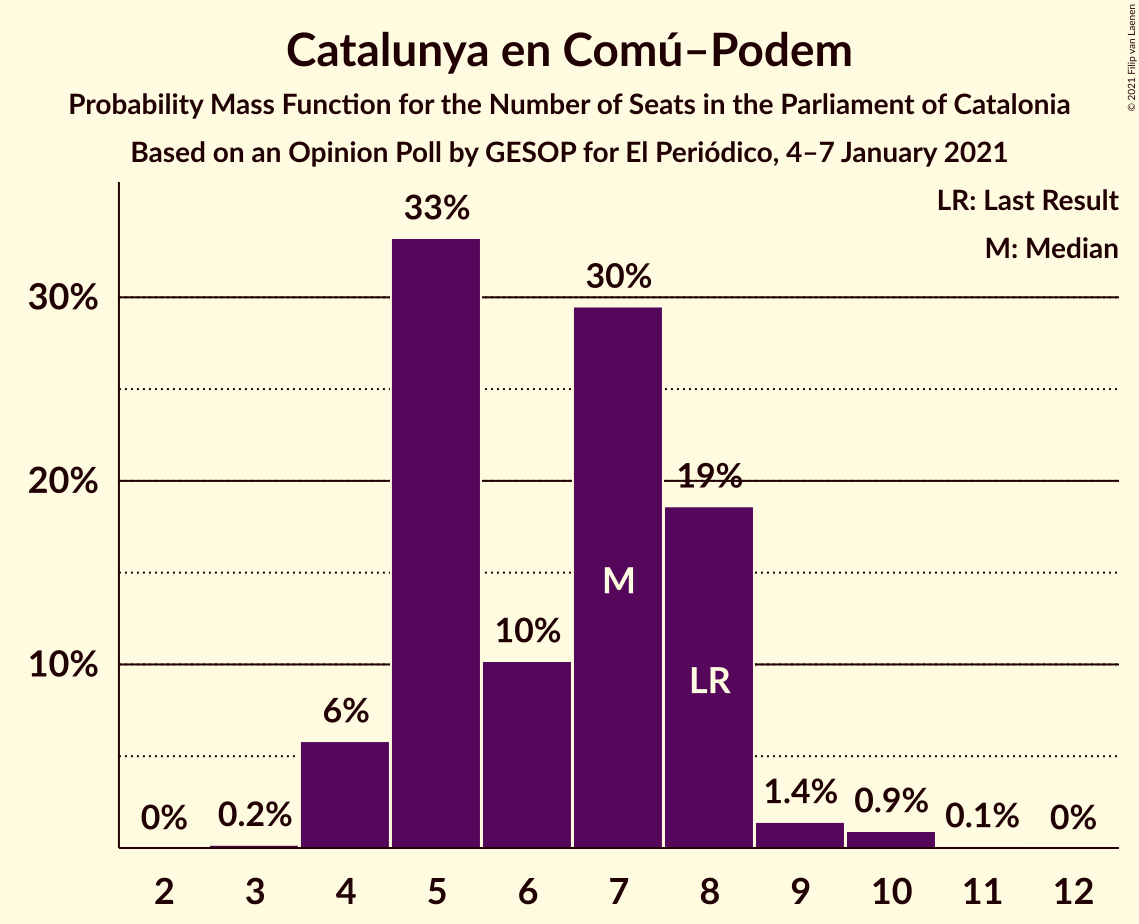 Catalunya en Comú–Podem
Probability Mass Function for the Number of Seats in the Parliament of Catalonia
Based on an Opinion Poll by GESOP for El Periódico, 4–7 January 2021
© 2021 Filip van Laenen
LR: Last Result
M: Median
30%
20%
10%
0%
0.2%
6%
33%
10%
30%
19%
1.4%
0.9%
0.1%
0%
M
LR
2 3 4 5 6 7 8 9 10 11 12